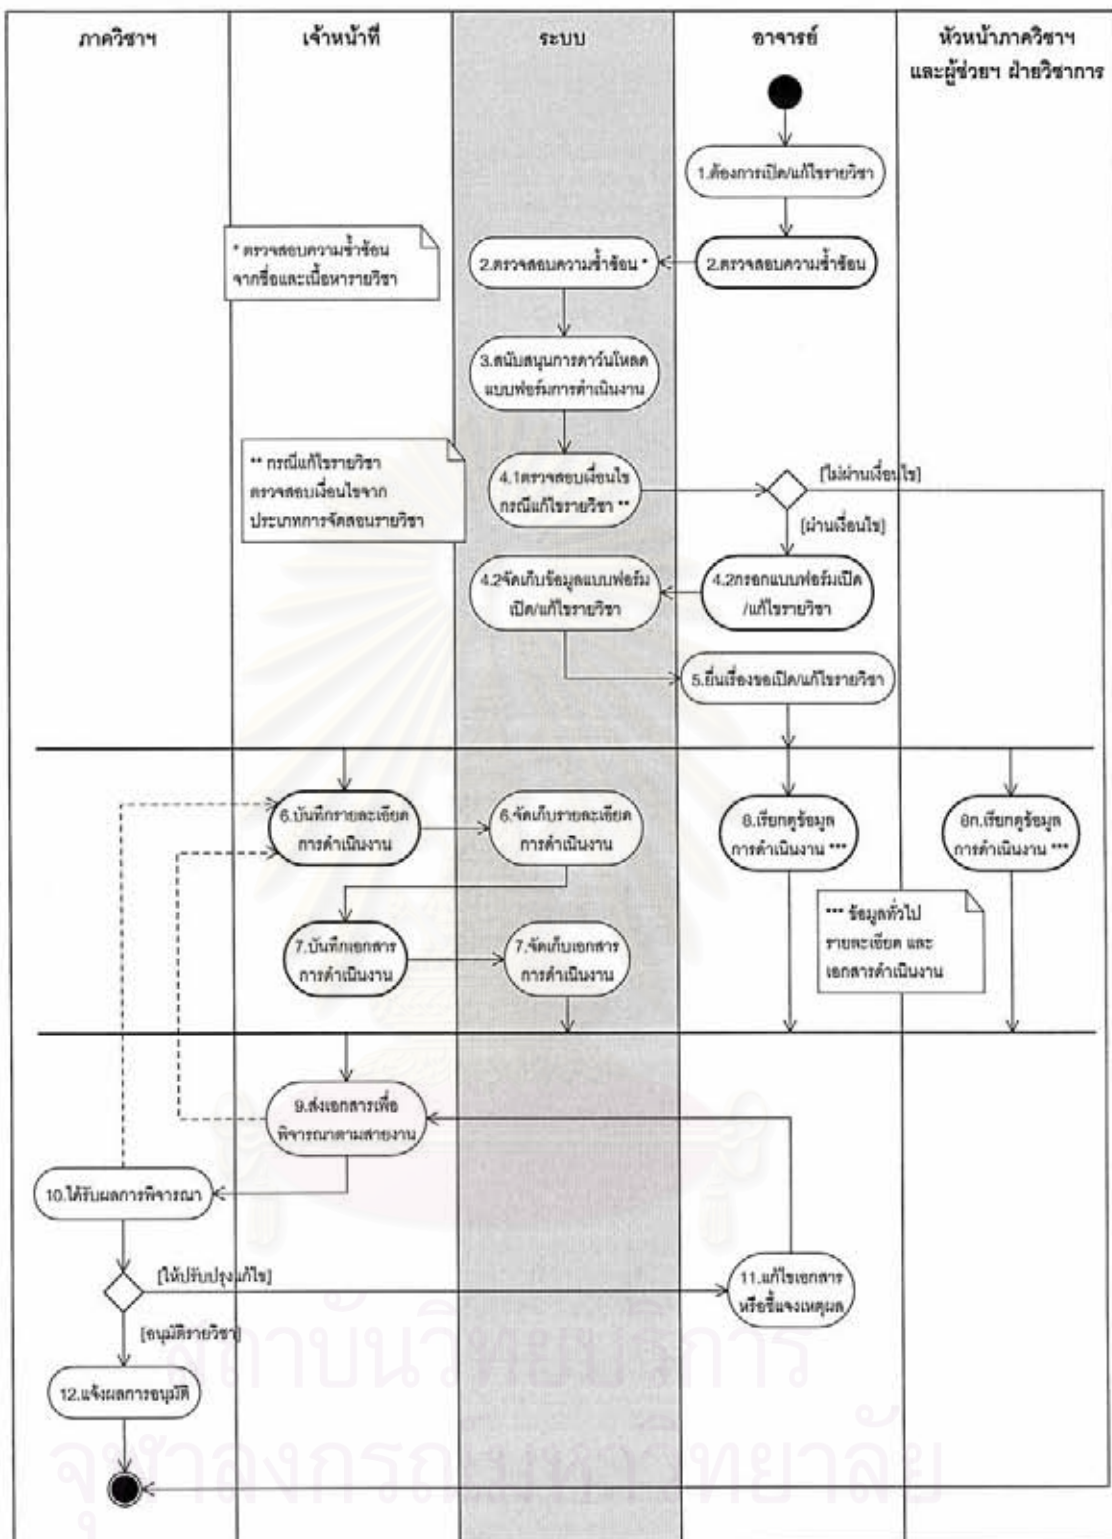 ภาควิชาฯ
เจ้าหน้าที่
ระบบ
อาจารย์
หัวหน้าภาควิชาฯ
และผู้ช่วยฯ ฝ่ายวิชาการ
1.ต้องการเปิด/แก้ไขรายวิชา
* ตรวจสอบความซ้ำซ้อน
จากชื่อและเนื้อหารายวิชา
2.ตรวจสอบความซ้ำซ้อน *
2.ตรวจสอบความซ้ำซ้อน
3.สนับสนุนการดาวน์โหลด
แบบฟอร์มการดำเนินงาน
** กรณีแก้ไขรายวิชา
ตรวจสอบเงื่อนไขจาก
ประเภทการจัดสอนรายวิชา
4.1ตรวจสอบเงื่อนไข
กรณีแก้ไขรายวิชา **
[ไม่ผ่านเงื่อนไข]
[ผ่านเงื่อนไข]
4.2จัดเก็บข้อมูลแบบฟอร์ม
เปิด/แก้ไขรายวิชา
4.2กรอกแบบฟอร์มเปิด
/แก้ไขรายวิชา
5.ยื่นเรื่องขอเปิด/แก้ไขรายวิชา
6.บันทึกรายละเอียด
การดำเนินงาน
6.จัดเก็บรายละเอียด
การดำเนินงาน
8.เรียกดูข้อมูล
การดำเนินงาน ***
8ก.เรียกดูข้อมูล
การดำเนินงาน ***
*** ข้อมูลทั่วไป
รายละเอียด และ
เอกสารดำเนินงาน
7.บันทึกเอกสาร
การดำเนินงาน
7.จัดเก็บเอกสาร
การดำเนินงาน
9.ส่งเอกสารเพื่อ
พิจารณาตามสายงาน
10.ได้รับผลการพิจารณา
[ให้ปรับปรุงแก้ไข]
11.แก้ไขเอกสาร
หรือชี้แจงเหตุผล
[อนุมัติรายวิชา]
12.แจ้งผลการอนุมัติ
สถาบันวิทยบริการ
จุฬาลงกรณ์มหาวิทยาลัย